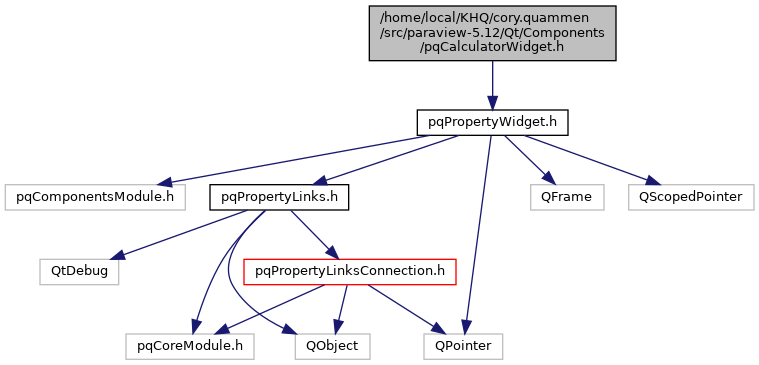 /home/local/KHQ/cory.quammen
/src/paraview-5.12/Qt/Components
/pqCalculatorWidget.h
pqPropertyWidget.h
pqComponentsModule.h
pqPropertyLinks.h
QFrame
QScopedPointer
QtDebug
pqPropertyLinksConnection.h
pqCoreModule.h
QObject
QPointer